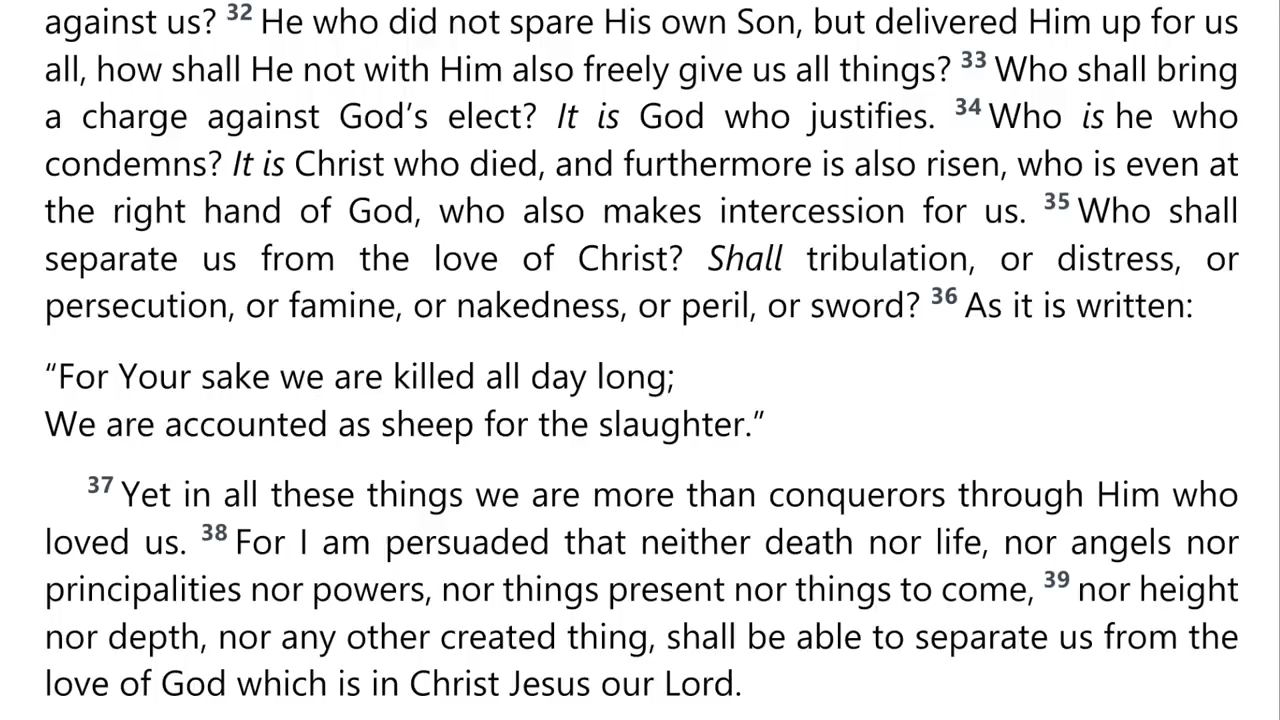 against us? 32 He who did not spare His own Son, but delivered Him up for us
all, how shall He not with Him also freely give us all things? 33 Who shall bring
a charge against God’s elect? It is God who justifies. 34 Who is he who
condemns? It is Christ who died, and furthermore is also risen, who is even at
the right hand of God, who also makes intercession for us. 35 Who shall
separate us from the love of Christ? Shall tribulation, or distress, or
persecution, or famine, or nakedness, or peril, or sword? 36 As it is written:
“For Your sake we are killed all day long;
We are accounted as sheep for the slaughter.”
37 Yet in all these things we are more than conquerors through Him who
loved us. 38 For I am persuaded that neither death nor life, nor angels nor
principalities nor powers, nor things present nor things to come, 39 nor height
nor depth, nor any other created thing, shall be able to separate us from the
love of God which is in Christ Jesus our Lord.